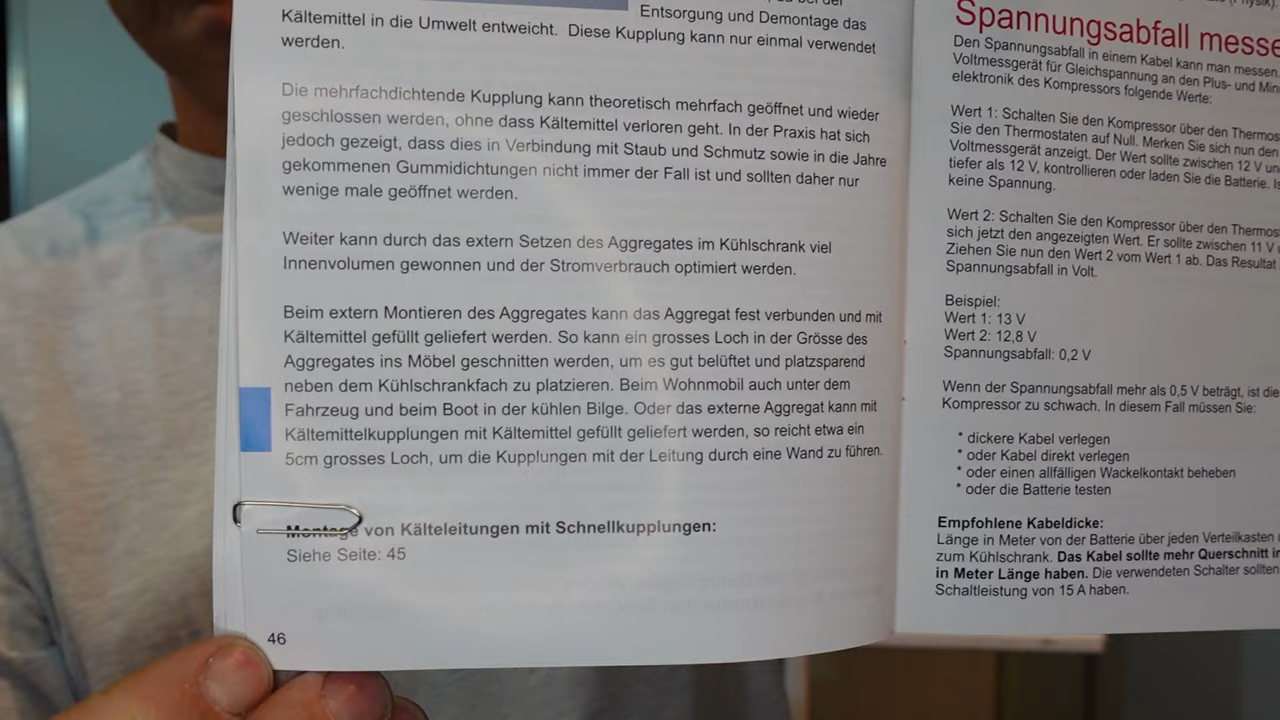 Entsorgung und Demontage das
Kältemittel in die Umwelt entweicht. Diese Kupplung kann nur einmal verwendet
werden.
Die mehrfachdichtende Kupplung kann theoretisch mehrfach geöffnet und wieder
geschlossen werden, ohne dass Kältemittel verloren geht. In der Praxis hat sich
jedoch gezeigt, dass dies in Verbindung mit Staub und Schmutz sowie in die Jahre
gekommenen Gummidichtungen nicht immer der Fall ist und sollten daher nur
wenige male geöffnet werden.
Weiter kann durch das extern Setzen des Aggregates im Kühlschrank viel
Innenvolumen gewonnen und der Stromverbrauch optimiert werden.
Beim extern Montieren des Aggregates kann das Aggregat fest verbunden und mit
Kältemittel gefüllt geliefert werden. So kann ein grosses Loch in der Grösse des
Aggregates ins Möbel geschnitten werden, um es gut belüftet und platzsparend
neben dem Kühlschrankfach zu platzieren. Beim Wohnmobil auch unter dem
Fahrzeug und beim Boot in der kühlen Bilge. Oder das externe Aggregat kann mit
Kältemittelkupplungen mit Kältemittel gefüllt geliefert werden, so reicht etwa ein
5cm grosses Loch, um die Kupplungen mit der Leitung durch eine Wand zu führen.
Montage von Kälteleitungen mit Schnellkupplungen:
Siehe Seite: 45
46
Spannungsabfall messe
Den Spannungsabfall in einem Kabel kann man messen.
Voltmessgerät für Gleichspannung an den Plus- und Min
elektronik des Kompressors folgende Werte:
Wert 1: Schalten Sie den Kompressor über den Thermos
Sie den Thermostaten auf Null. Merken Sie sich nun den
Voltmessgerät anzeigt. Der Wert sollte zwischen 12 V un
tiefer als 12 V, kontrollieren oder laden Sie die Batterie. Is
keine Spannung.
Wert 2: Schalten Sie den Kompressor über den Thermos
sich jetzt den angezeigten Wert. Er sollte zwischen 11 V
Ziehen Sie nun den Wert 2 vom Wert 1 ab. Das Resultat
Spannungsabfall in Volt.
Beispiel:
Wert 1: 13 V
Wert 2: 12,8 V
Spannungsabfall: 0,2 V
Wenn der Spannungsabfall mehr als 0,5 V beträgt, ist die
Kompressor zu schwach. In diesem Fall müssen Sie:
* dickere Kabel verlegen
* oder Kabel direkt verlegen
* oder einen allfälligen Wackelkontakt beheben
* oder die Batterie testen
Empfohlene Kabeldicke:
Länge in Meter von der Batterie über jeden Verteilkasten
zum Kühlschrank. Das Kabel sollte mehr Querschnitt in
in Meter Länge haben. Die verwendeten Schalter sollten
Schaltleistung von 15 A haben.